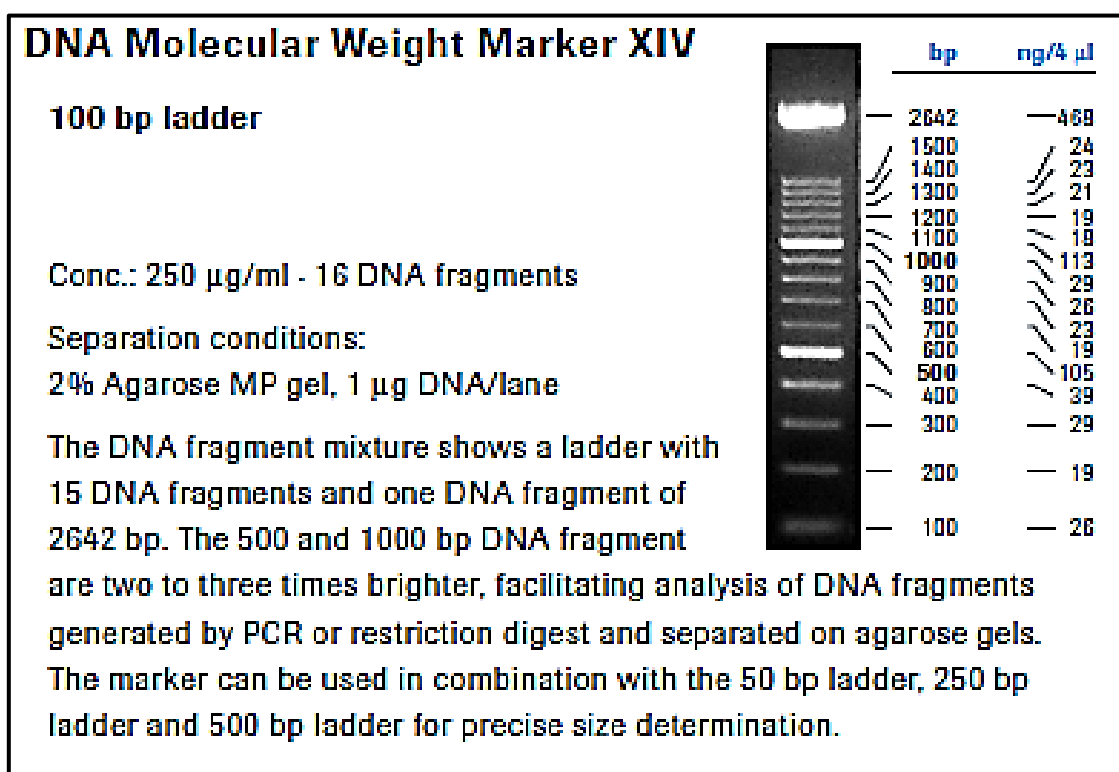 DNA Molecular Weight Marker XIV
bp ng/4 µl
100 bp ladder
2642 468
1500 24
1400 23
1300 21
1200 19
1100 18
1000 113
900 29
800 26
700 23
600 19
500 105
400 39
300 29
200 19
100 26
Conc.: 250 µg/ml - 16 DNA fragments
Separation conditions:
2% Agarose MP gel, 1 µg DNA/lane
The DNA fragment mixture shows a ladder with
15 DNA fragments and one DNA fragment of
2642 bp. The 500 and 1000 bp DNA fragment
are two to three times brighter, facilitating analysis of DNA fragments
generated by PCR or restriction digest and separated on agarose gels.
The marker can be used in combination with the 50 bp ladder, 250 bp
ladder and 500 bp ladder for precise size determination.